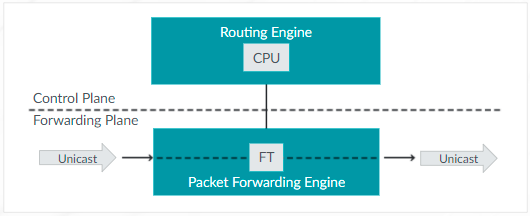 Routing Engine
CPU
Control Plane
Forwarding Plane
Unicast
FT
Unicast
Packet Forwarding Engine